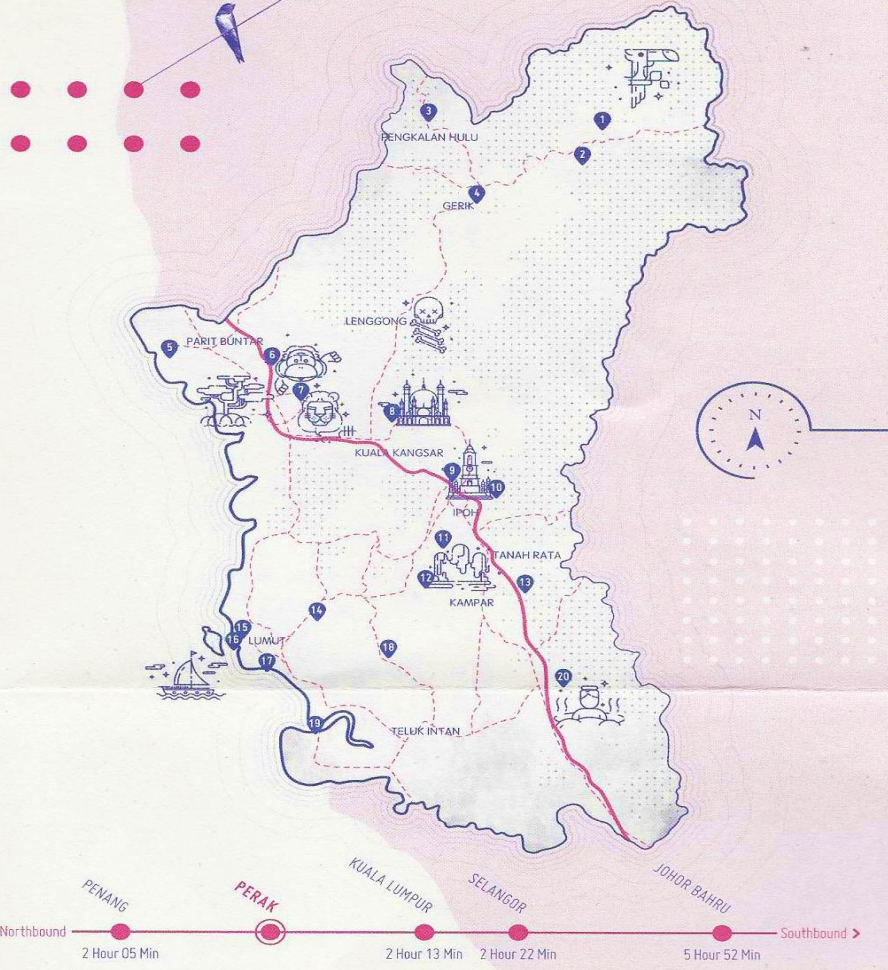 1
3
PENGKALAN HULU
2
4
GERIK
LENGGONG
PARIT BUNTAR
5
6
7
8
N
KUALA KANGSAR
9
10
IPOH
11
TANAH RATA
12
13
KAMPAR
14
15
16
LUMUT
17
18
20
19
TELUK INTAN
PENANG
PERAK
KUALA LUMPUR
SELANGOR
JOHOR BAHRU
Northbound
Southbound >
2 Hour 05 Min
2 Hour 13 Min
2 Hour 22 Min
5 Hour 52 Min